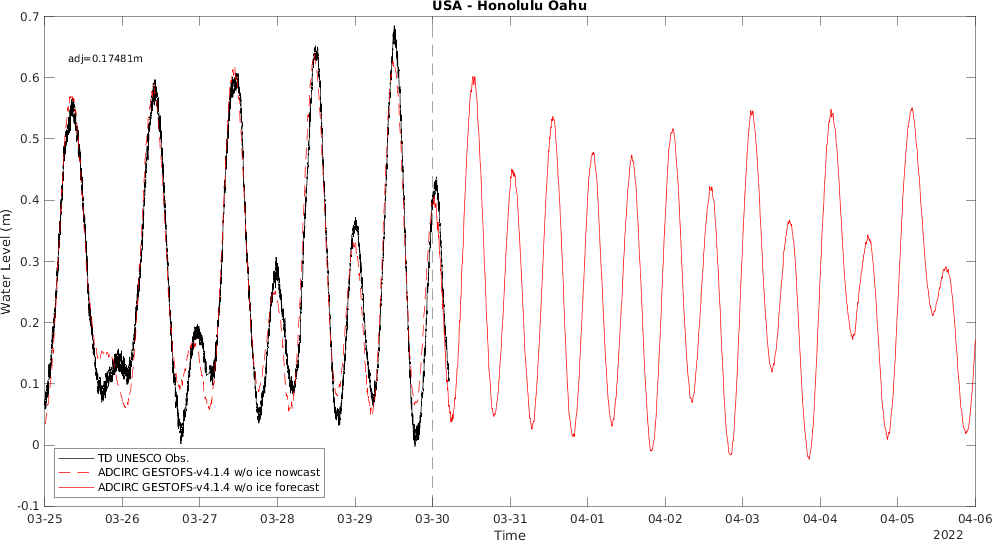 USA - Honolulu Oahu
0.7
adj=0.17481m
0.6
0.5
0.4
0.3
0.2
0.1
0
-0.1
Water Level (m)
TD UNESCO Obs.
ADCIRC GESTOFS-v4.1.4 w/o ice nowcast
ADCIRC GESTOFS-v4.1.4 w/o ice forecast
03-25 03-26 03-27 03-28 03-29 03-30 03-31 04-01 04-02 04-03 04-04 04-05 04-06
Time
2022